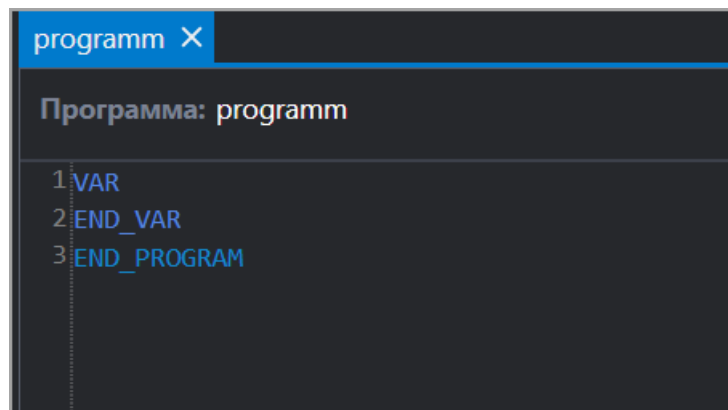 programm ×
Программа: programm
1 VAR
2 END_VAR
3 END_PROGRAM